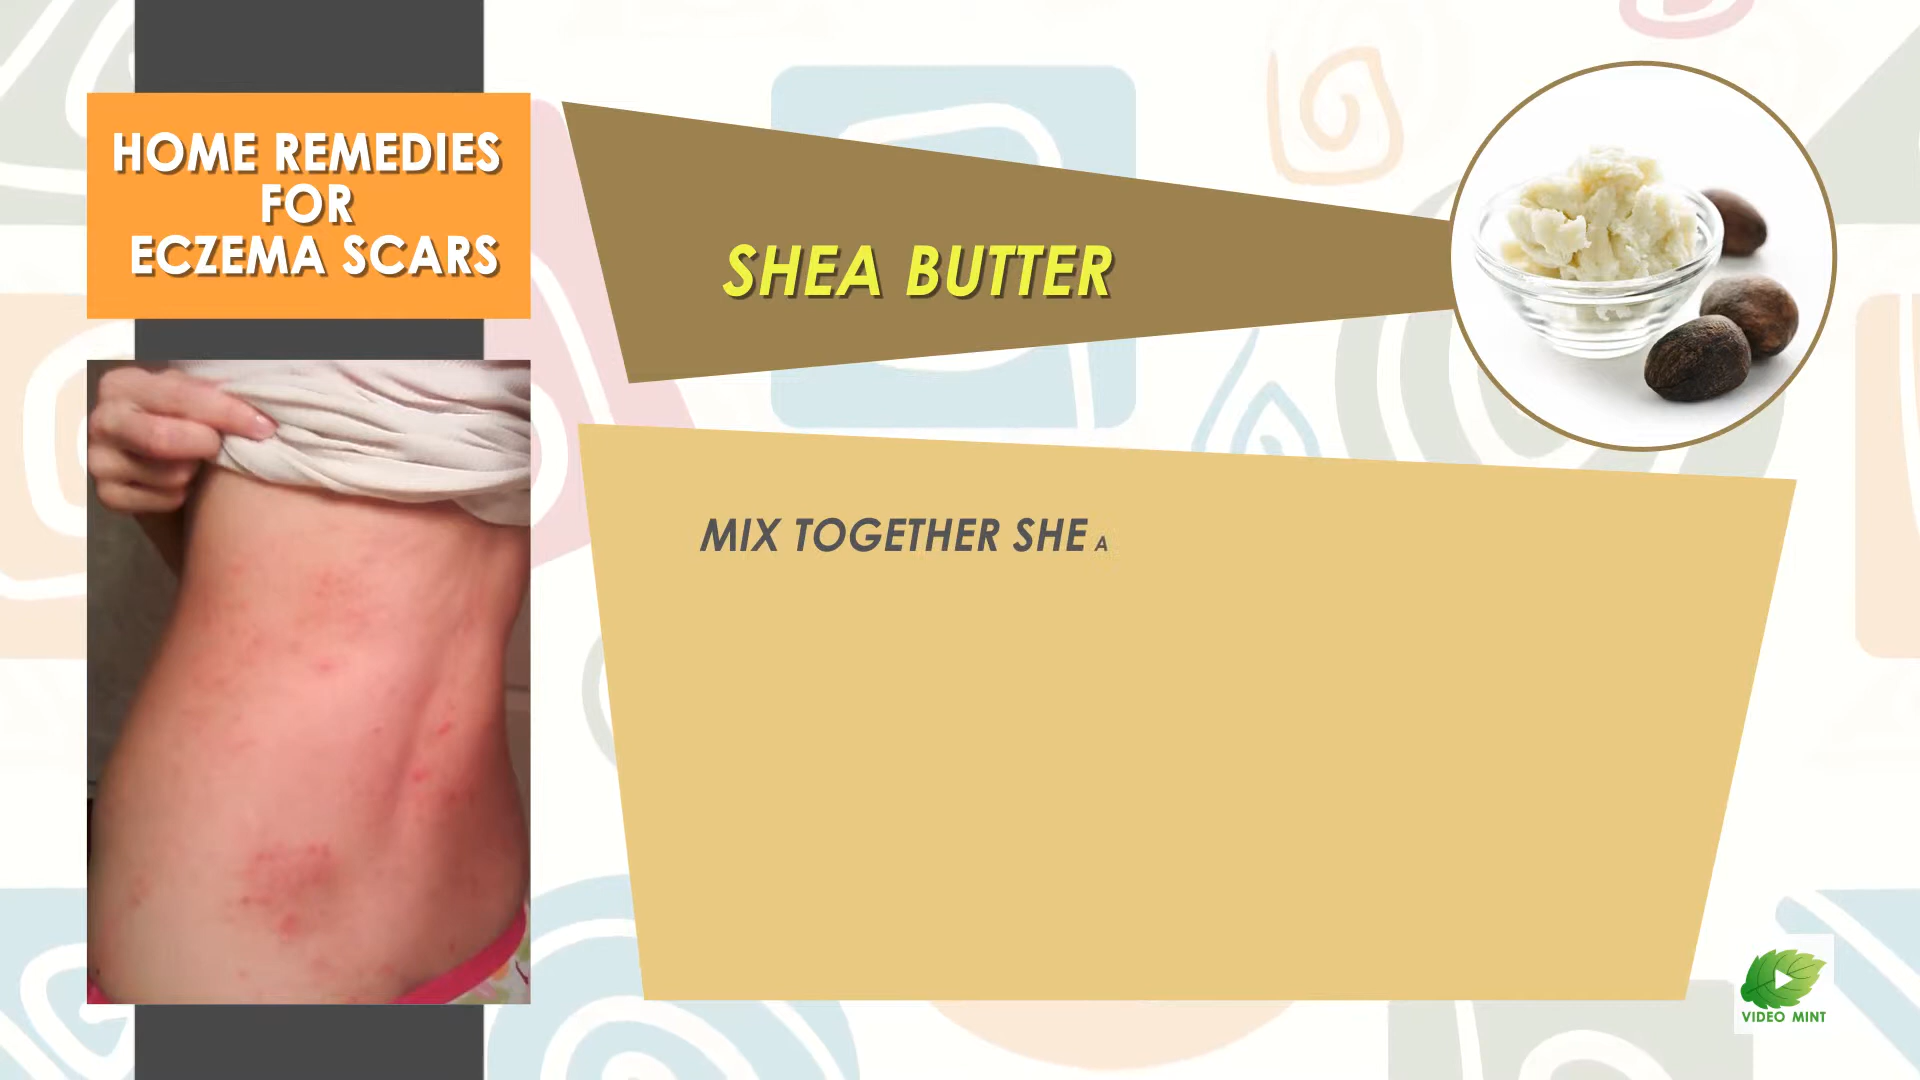 HOME REMEDIES
FOR
ECZEMA SCARS
SHEA BUTTER
MIX TOGETHER SHEA
VIDEO MINT